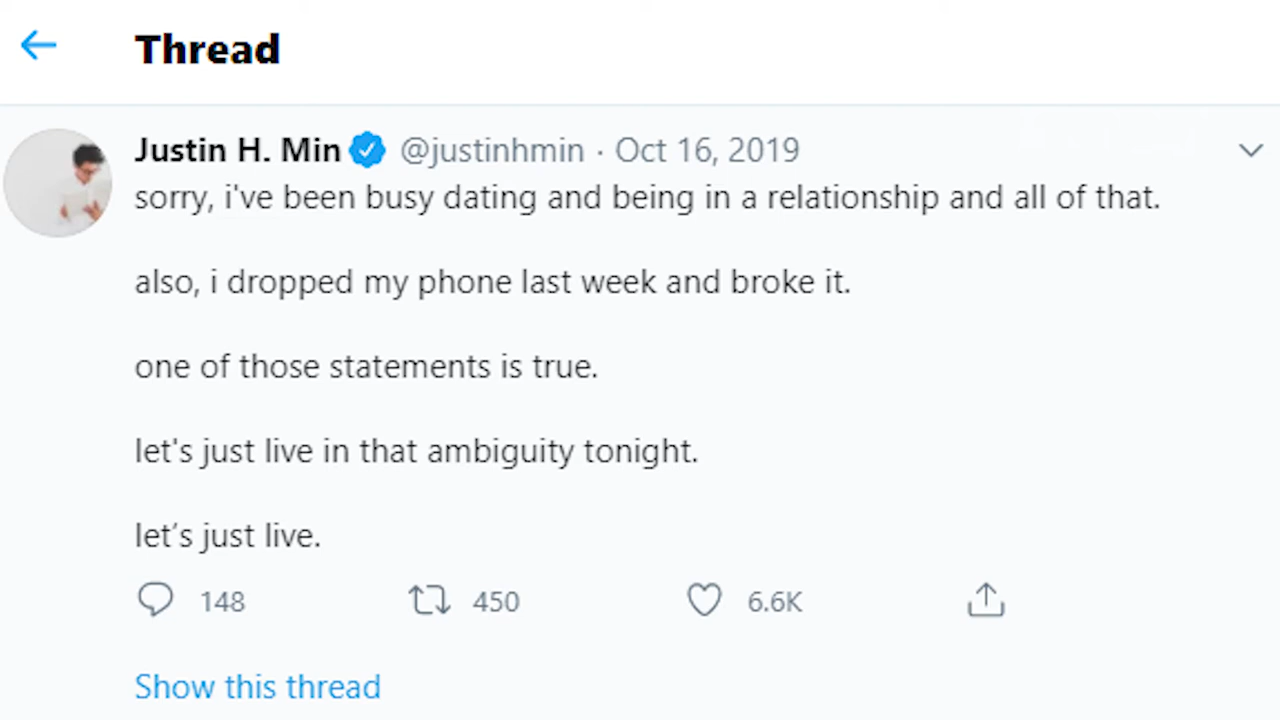 Thread
Justin H. Min @justinhmin · Oct 16, 2019
sorry, i've been busy dating and being in a relationship and all of that.
also, i dropped my phone last week and broke it.
one of those statements is true.
let's just live in that ambiguity tonight.
let’s just live.
148 450 6.6K
Show this thread